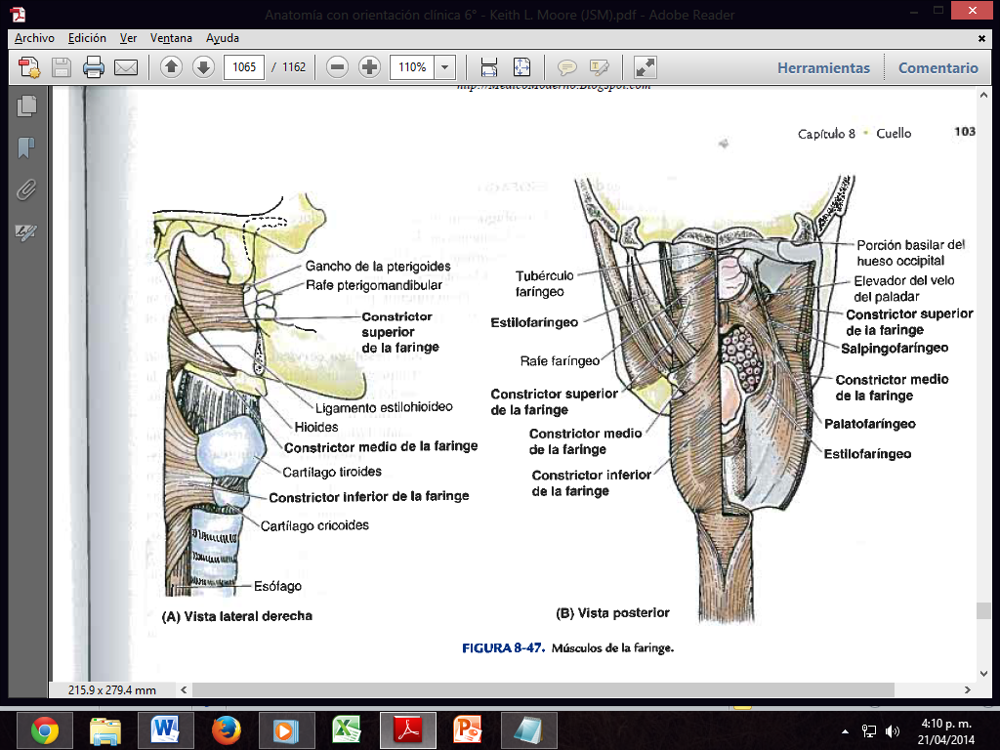 Anatomía con orientación clínica 6° - Keith L. Moore (JSM).pdf - Adobe Reader
Archivo Edición Ver Ventana Ayuda
1065 / 1162
110%
Herramientas
Comentario
http://MedicoModerno.Blogspot.com
Capítulo 8 • Cuello 103
Gancho de la pterigoides
Rafe pterigomandibular
Constrictor
superior
de la faringe
Ligamento estilohioideo
Hioides
Constrictor medio de la faringe
Cartílago tiroides
Constrictor inferior de la faringe
Cartílago cricoides
Esófago
(A) Vista lateral derecha
Tubérculo
faríngeo
Estilofaríngeo
Rafe faríngeo
Constrictor superior
de la faringe
Constrictor medio
de la faringe
Constrictor inferior
de la faringe
Porción basilar del
hueso occipital
Elevador del velo
del paladar
Constrictor superior
de la faringe
Salpingofaríngeo
Constrictor medio
de la faringe
Palatofaríngeo
Estilofaríngeo
(B) Vista posterior
FIGURA 8-47. Músculos de la faringe.
215.9 x 279.4 mm
4:10 p. m.
21/04/2014